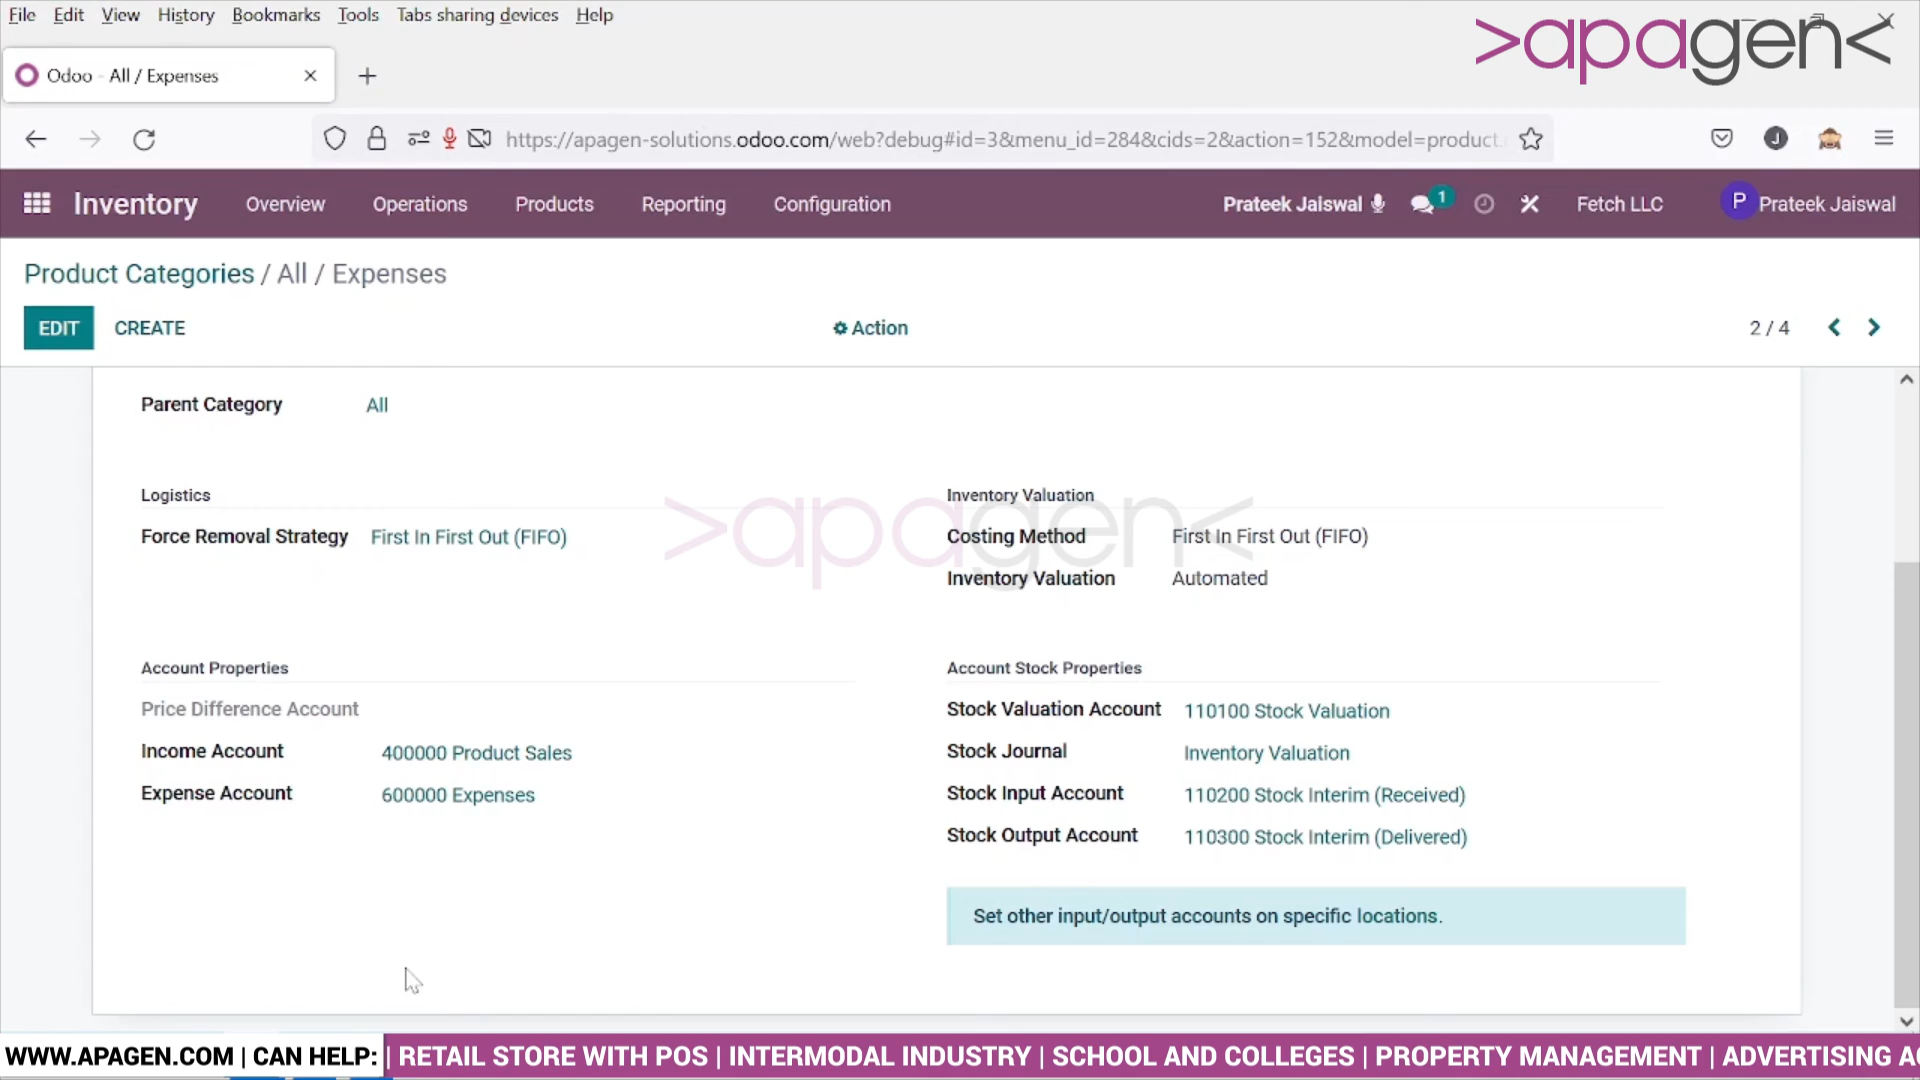 File Edit View History Bookmarks Tools Tabs sharing devices Help
>apagen<
Odoo - All / Expenses
https://apagen-solutions.odoo.com/web?debug#id=3&menu_id=284&cids=2&action=152&model=product.
J
Inventory Overview Operations Products Reporting Configuration Prateek Jaiswal 1 Fetch LLC P Prateek Jaiswal
Product Categories / All / Expenses
EDIT CREATE Action 2 / 4
Parent Category All
Logistics Inventory Valuation
>apagen<
Force Removal Strategy First In First Out (FIFO) Costing Method First In First Out (FIFO)
Inventory Valuation Automated
Account Properties Account Stock Properties
Price Difference Account Stock Valuation Account 110100 Stock Valuation
Income Account 400000 Product Sales Stock Journal Inventory Valuation
Expense Account 600000 Expenses Stock Input Account 110200 Stock Interim (Received)
Stock Output Account 110300 Stock Interim (Delivered)
Set other input/output accounts on specific locations.
WWW.APAGEN.COM | CAN HELP: | RETAIL STORE WITH POS | INTERMODAL INDUSTRY | SCHOOL AND COLLEGES | PROPERTY MANAGEMENT | ADVERTISING